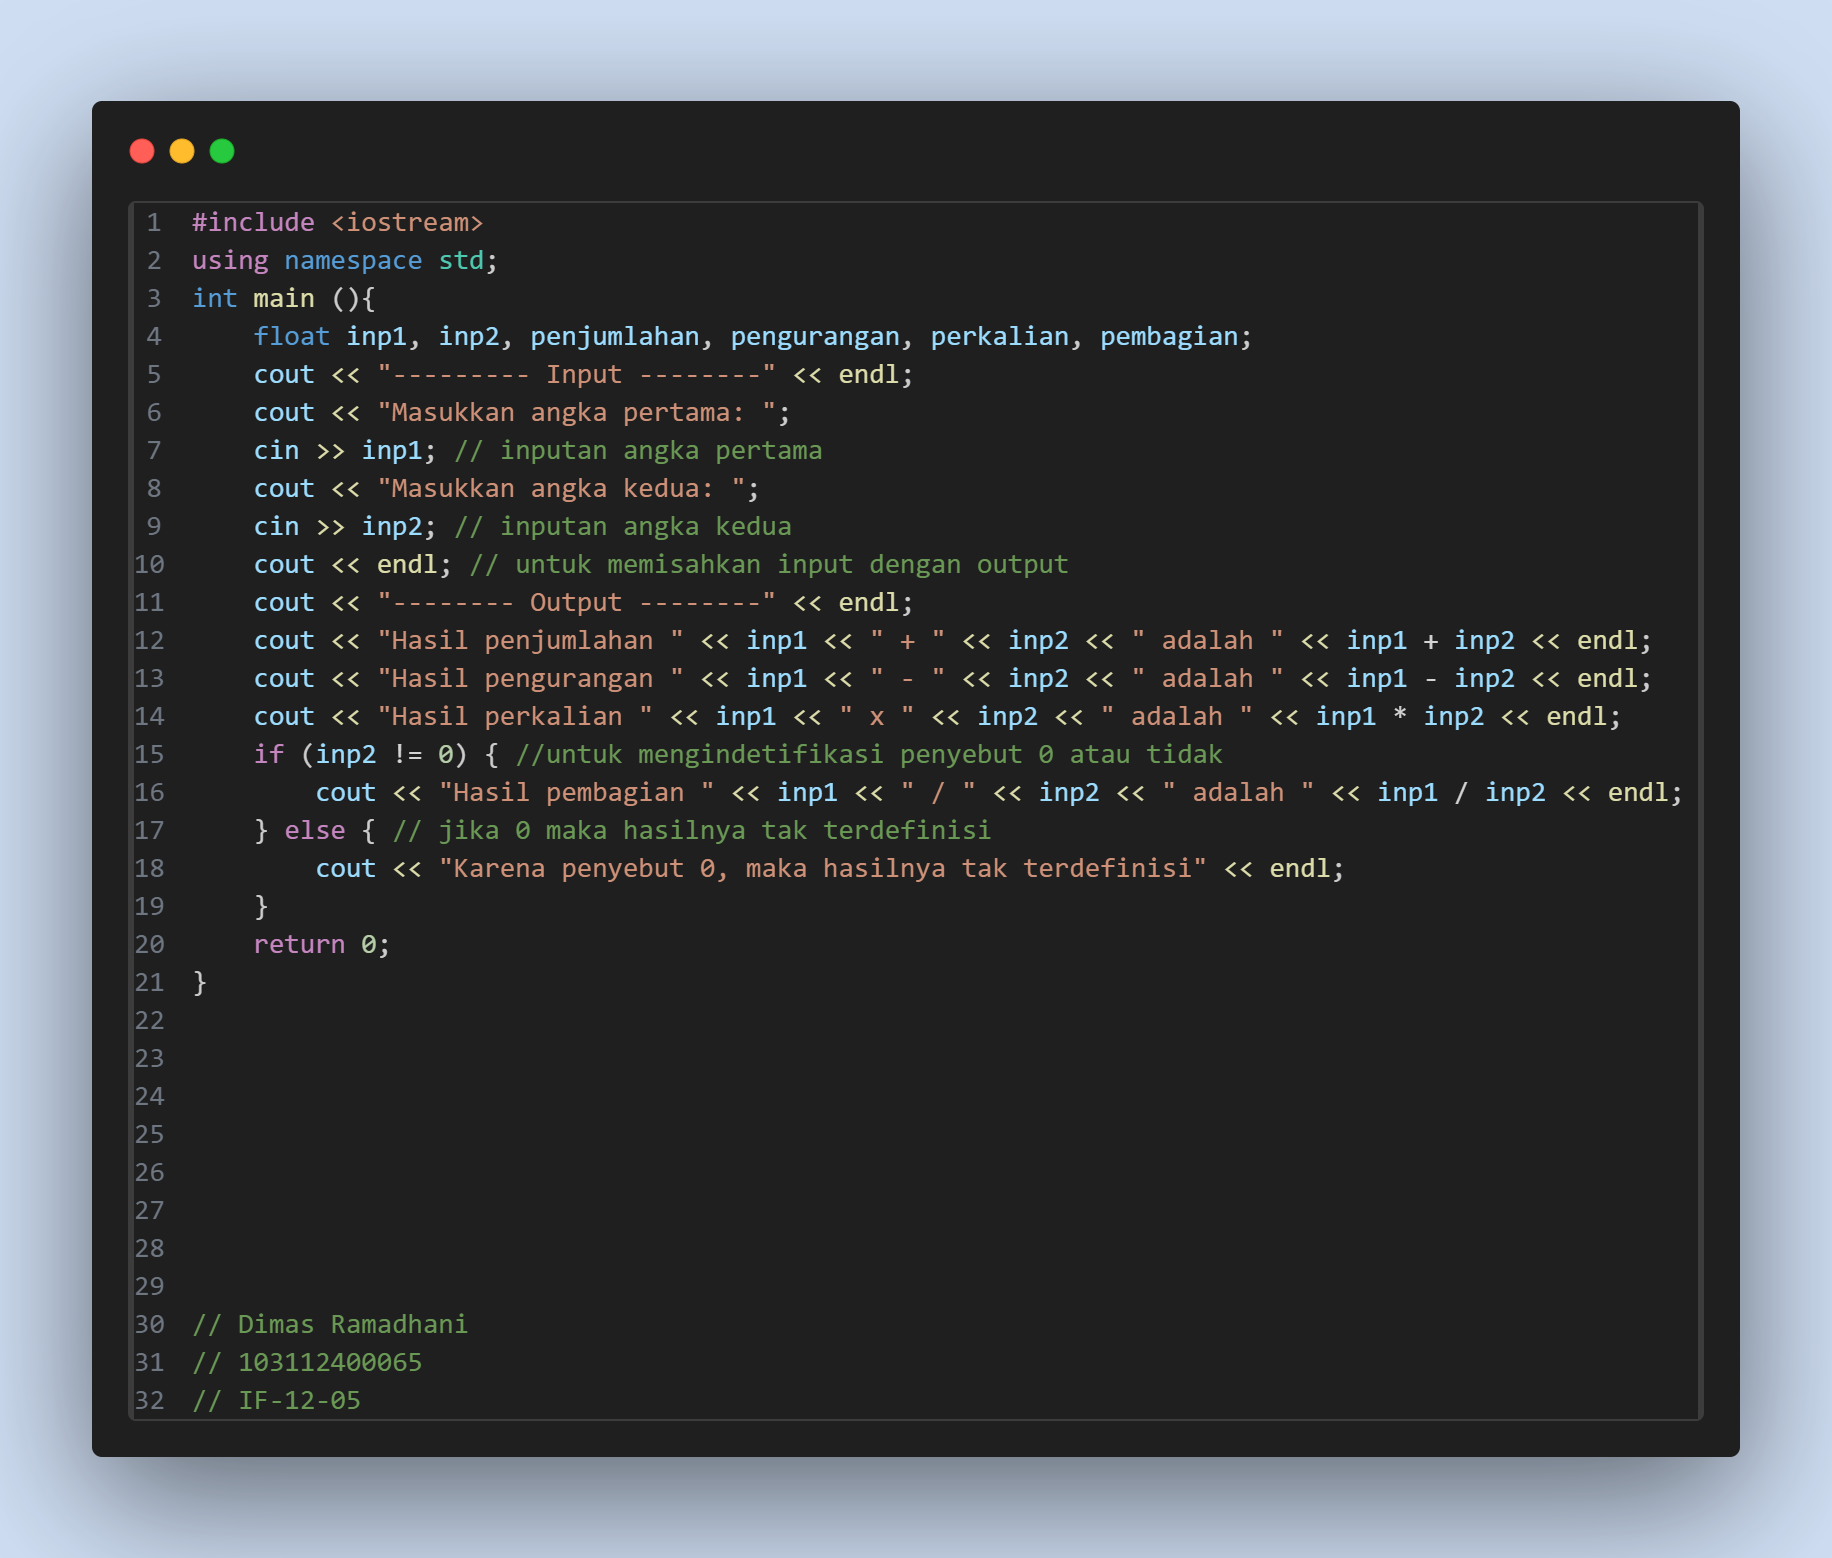 1 #include <iostream>
2 using namespace std;
3 int main (){
4     float inp1, inp2, penjumlahan, pengurangan, perkalian, pembagian;
5     cout << "--------- Input --------" << endl;
6     cout << "Masukkan angka pertama: ";
7     cin >> inp1; // inputan angka pertama
8     cout << "Masukkan angka kedua: ";
9     cin >> inp2; // inputan angka kedua
10     cout << endl; // untuk memisahkan input dengan output
11     cout << "-------- Output --------" << endl;
12     cout << "Hasil penjumlahan " << inp1 << " + " << inp2 << " adalah " << inp1 + inp2 << endl;
13     cout << "Hasil pengurangan " << inp1 << " - " << inp2 << " adalah " << inp1 - inp2 << endl;
14     cout << "Hasil perkalian " << inp1 << " x " << inp2 << " adalah " << inp1 * inp2 << endl;
15     if (inp2 != 0) { //untuk mengindetifikasi penyebut 0 atau tidak
16         cout << "Hasil pembagian " << inp1 << " / " << inp2 << " adalah " << inp1 / inp2 << endl;
17     } else { // jika 0 maka hasilnya tak terdefinisi
18         cout << "Karena penyebut 0, maka hasilnya tak terdefinisi" << endl;
19     }
20     return 0;
21 }
22
23
24
25
26
27
28
29
30 // Dimas Ramadhani
31 // 103112400065
32 // IF-12-05